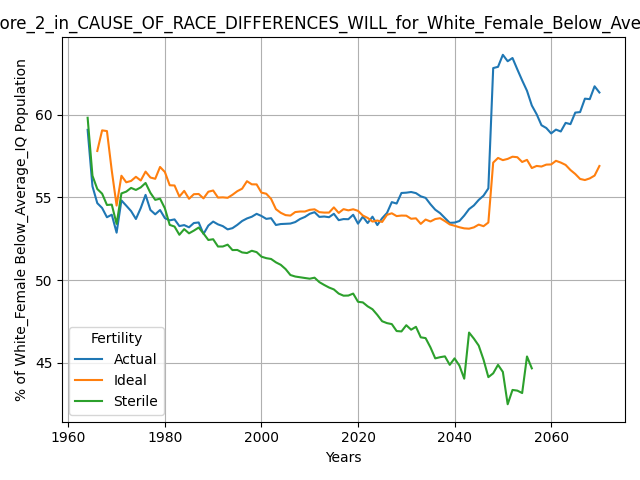 ore_2_in_CAUSE_OF_RACE_DIFFERENCES_WILL_for_White_Female_Below_Ave
% of White_Female Below_Average_IQ Population
60
55
50
45
Fertility
Actual
Ideal
Sterile
1960 1980 2000 2020 2040 2060
Years